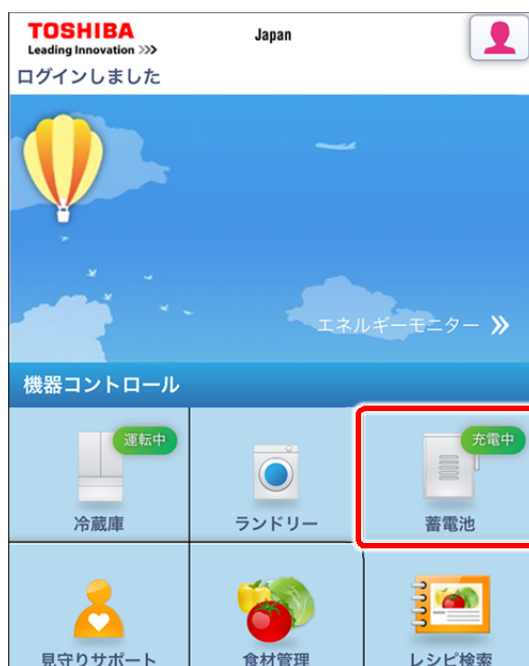 TOSHIBA
Leading Innovation >>>
Japan
ログインしました
エネルギーモニター »
機器コントロール
運転中
冷蔵庫
ランドリー
充電中
蓄電池
見守りサポート
食材管理
レシピ検索